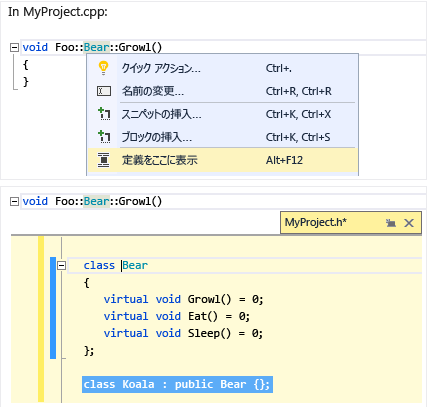 In MyProject.cpp:
void Foo::Bear::Growl()
{
}
クイック アクション... Ctrl+.
名前の変更... Ctrl+R, Ctrl+R
スニペットの挿入... Ctrl+K, Ctrl+X
ブロックの挿入... Ctrl+K, Ctrl+S
定義をここに表示 Alt+F12
void Foo::Bear::Growl()
MyProject.h*
class Bear
{
virtual void Growl() = 0;
virtual void Eat() = 0;
virtual void Sleep() = 0;
};
class Koala : public Bear {};